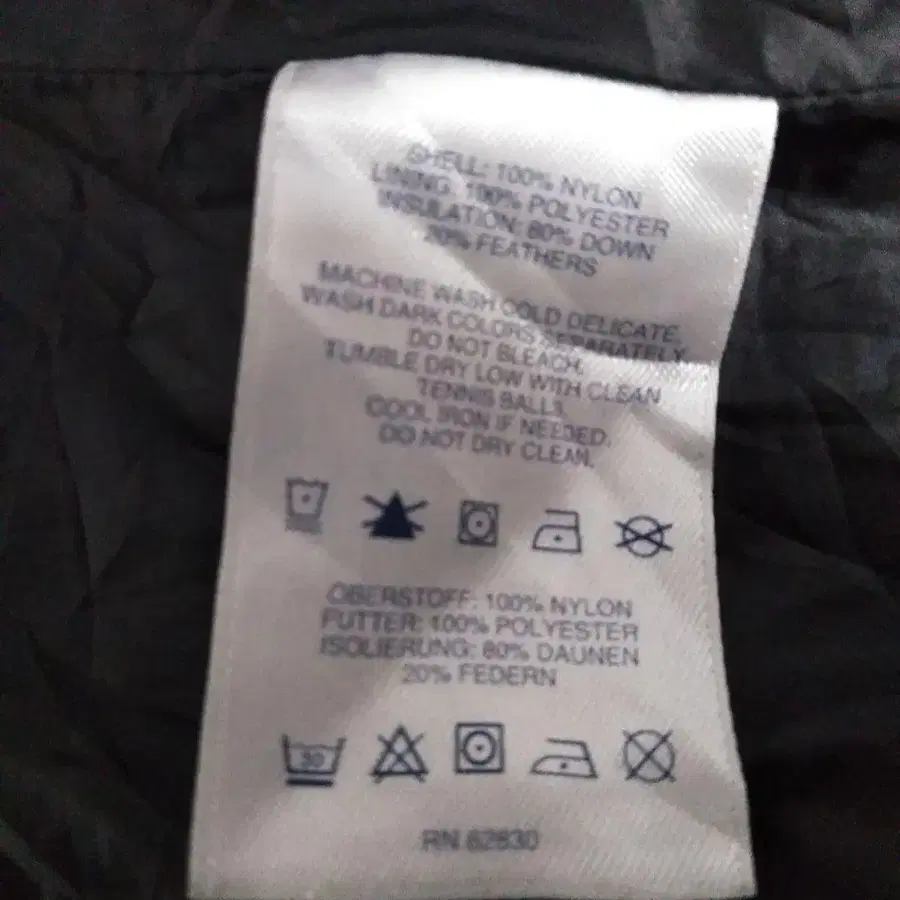 SHELL: 100% NYLON
LINING: 100% POLYESTER
INSULATION: 80% DOWN
20% FEATHERS
MACHINE WASH COLD DELICATE.
WASH DARK COLORS SEPARATELY.
DO NOT BLEACH.
TUMBLE DRY LOW WITH CLEAN
TENNIS BALLS.
COOL IRON IF NEEDED.
DO NOT DRY CLEAN.
OBERSTOFF: 100% NYLON
FUTTER: 100% POLYESTER
ISOLIERUNG: 80% DAUNEN
20% FEDERN
30
RN 62830